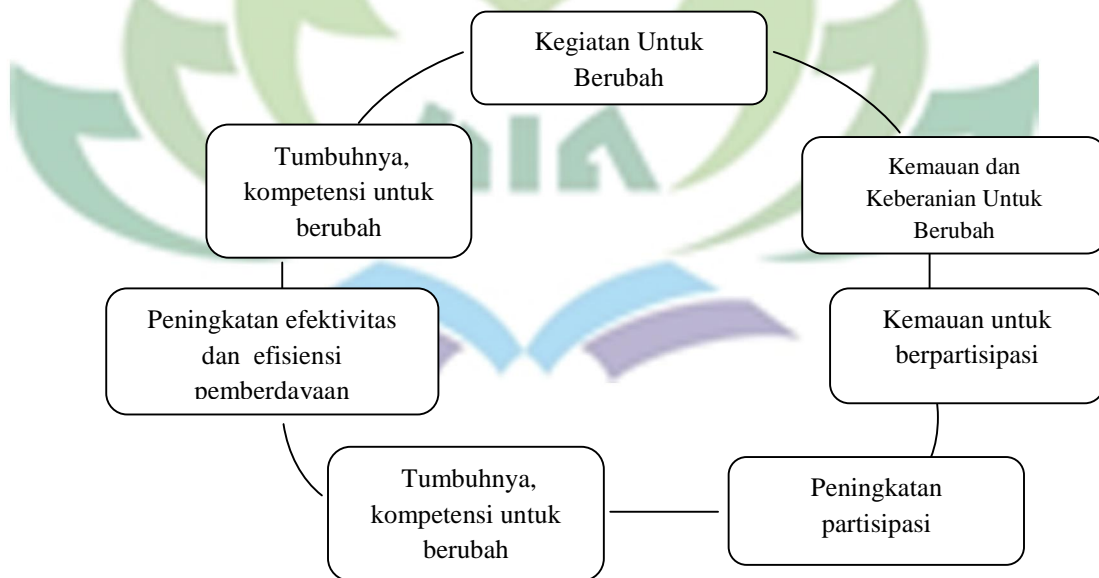 Kegiatan Untuk
Berubah
Tumbuhnya,
kompetensi untuk
berubah
Kemauan dan
Keberanian Untuk
Berubah
Peningkatan efektivitas
dan efisiensi
pemberdayaan
Kemauan untuk
berpartisipasi
Tumbuhnya,
kompetensi untuk
berubah
Peningkatan
partisipasi